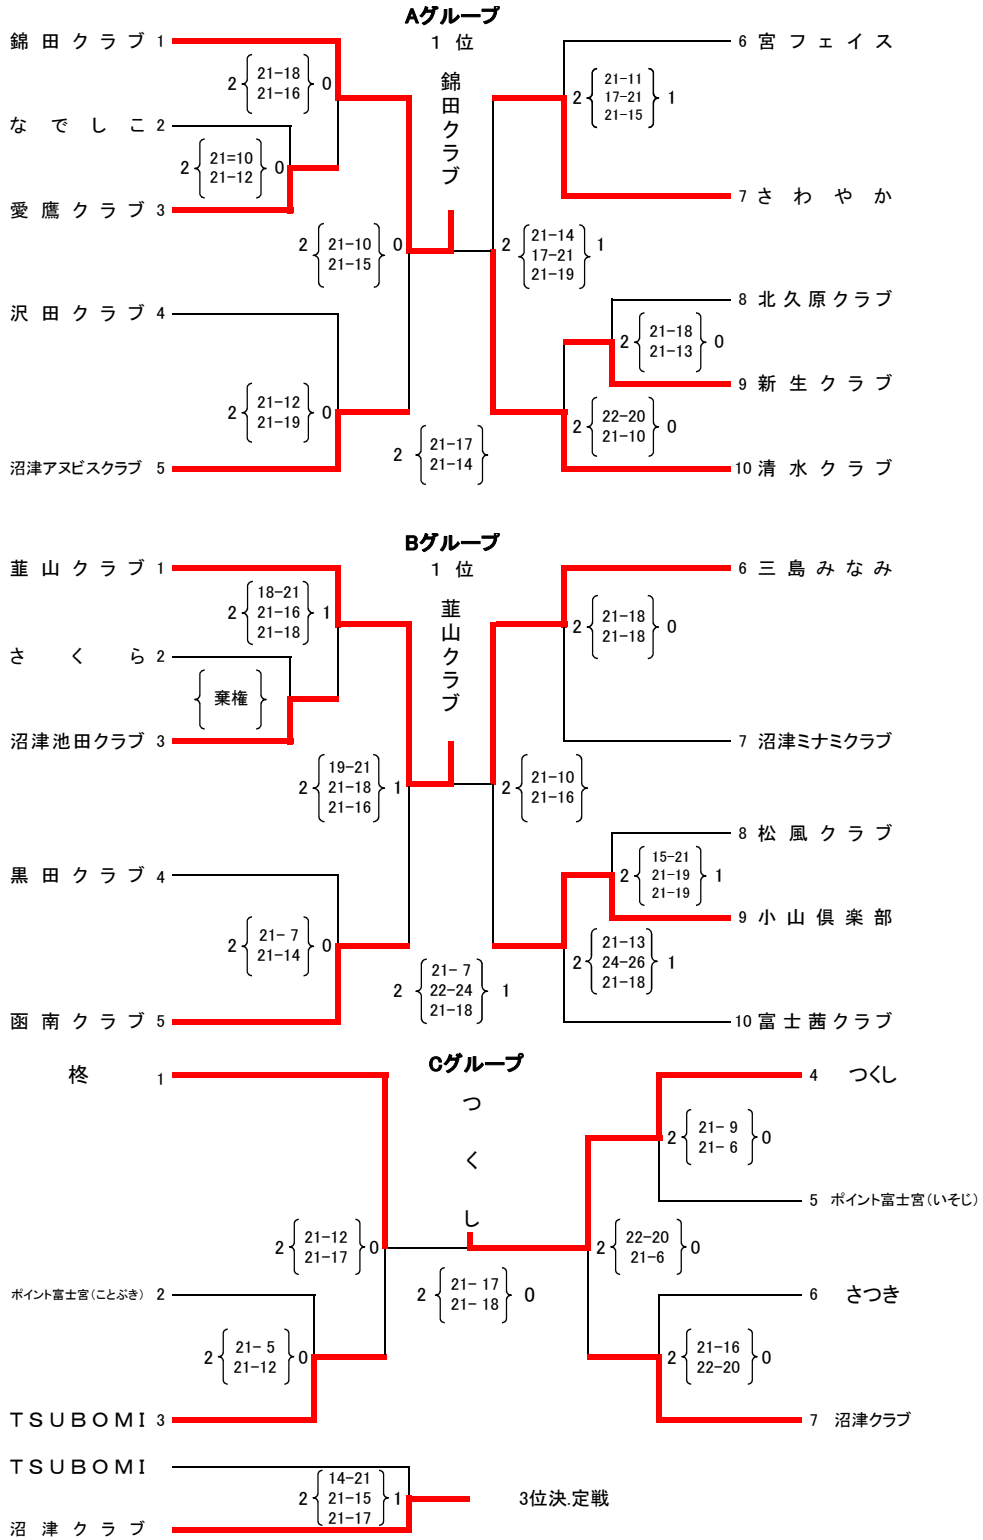 Aグループ
1 位
錦田クラブ
錦 田 ク ラ ブ 1
2 21-18 0
21-16
な で し こ 2
2 21=10 0
21-12
愛 鷹 ク ラ ブ 3
2 21-10 0
21-15
沢 田 ク ラ ブ 4
2 21-12 0
21-19
沼津アヌビスクラブ 5
6 宮 フ ェ イ ス
2 21-11 1
17-21
21-15
7 さ わ や か
2 21-14 1
17-21
21-19
8 北 久 原 ク ラ ブ
2 21-18 0
21-13
9 新 生 ク ラ ブ
2 22-20 0
21-10
10 清 水 ク ラ ブ
2 21-17
21-14
Bグループ
1 位
韮山クラブ
韮 山 ク ラ ブ 1
2 18-21 1
21-16
21-18
さ く ら 2
棄権
沼津池田クラブ 3
2 19-21 1
21-18
21-16
黒 田 ク ラ ブ 4
2 21- 7 0
21-14
函 南 ク ラ ブ 5
6 三 島 み な み
2 21-18 0
21-18
7 沼津ミナミクラブ
2 21-10
21-16
8 松 風 ク ラ ブ
2 15-21 1
21-19
21-19
9 小 山 倶 楽 部
2 21-13 1
24-26
21-18
10 富 士 茜 ク ラ ブ
2 21- 7 1
22-24
21-18
Cグループ
つくし
柊 1
2 21-12 0
21-17
ポイント富士宮(ことぶき) 2
2 21- 5 0
21-12
TSUBOMI 3
4 つくし
2 21- 9 0
21- 6
5 ポイント富士宮(いそじ)
2 22-20 0
21-6
6 さつき
2 21-16 0
22-20
7 沼津クラブ
2 21- 17 0
21- 18
TSUBOMI
2 14-21 1
21-15
21-17
沼 津 ク ラ ブ
3位決.定戦